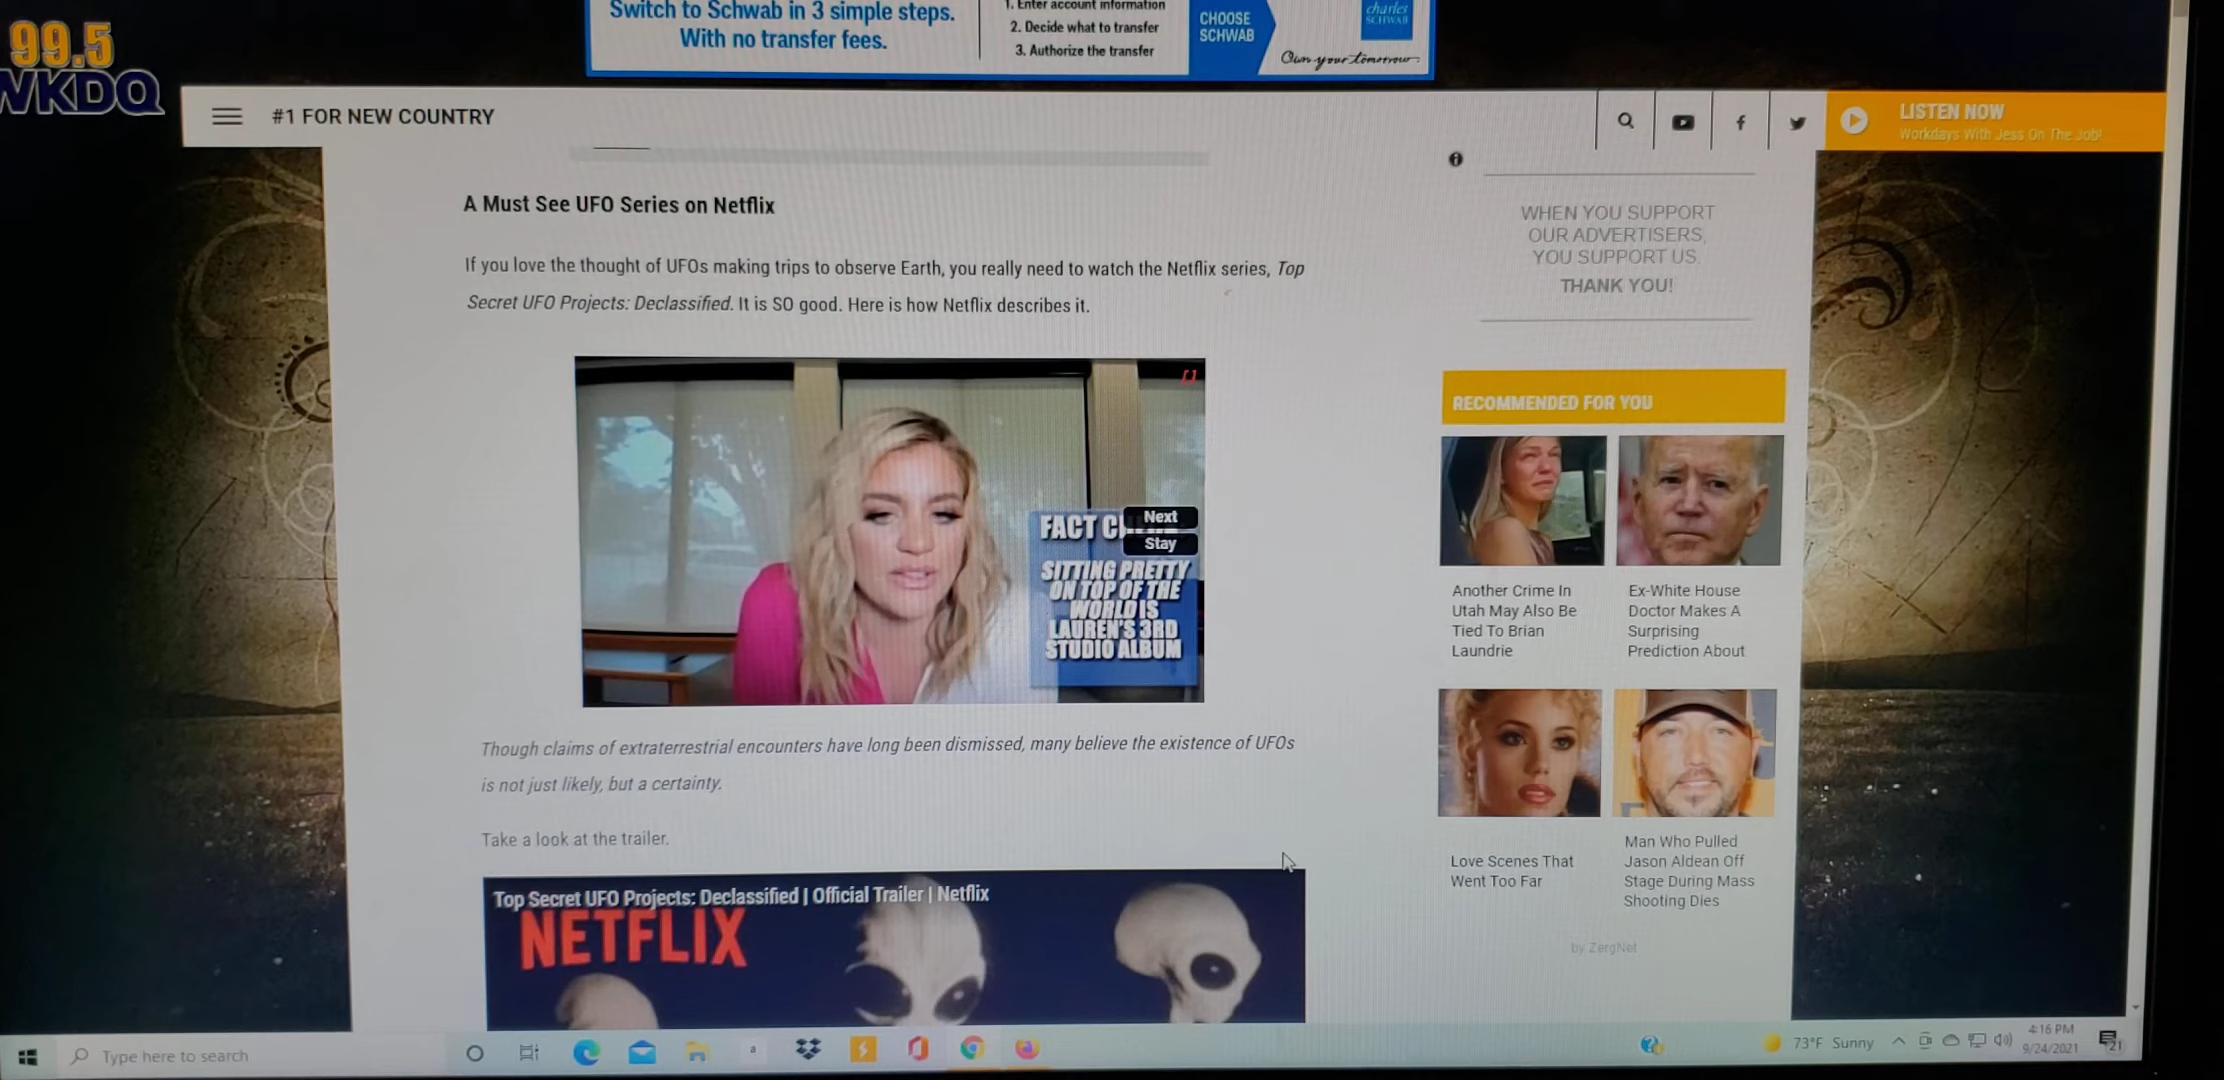 Switch to Schwab in 3 simple steps.
With no transfer fees.
1. Enter account information
2. Decide what to transfer
3. Authorize the transfer
CHOOSE
SCHWAB
charles
SCHWAB
Own your tomorrow.
99.5
WKDQ
#1 FOR NEW COUNTRY
LISTEN NOW
Workdays With Jess On The Job!
A Must See UFO Series on Netflix
If you love the thought of UFOs making trips to observe Earth, you really need to watch the Netflix series, Top
Secret UFO Projects: Declassified. It is SO good. Here is how Netflix describes it.
FACT
Next
Stay
SITTING PRETTY
ON TOP OF THE
WORLD IS
LAUREN'S 3RD
STUDIO ALBUM
Though claims of extraterrestrial encounters have long been dismissed, many believe the existence of UFOs
is not just likely, but a certainty.
Take a look at the trailer.
Top Secret UFO Projects: Declassified | Official Trailer | Netflix
NETFLIX
WHEN YOU SUPPORT
OUR ADVERTISERS,
YOU SUPPORT US.
THANK YOU!
RECOMMENDED FOR YOU
Another Crime In
Utah May Also Be
Tied To Brian
Laundrie
Ex-White House
Doctor Makes A
Surprising
Prediction About
Love Scenes That
Went Too Far
Man Who Pulled
Jason Aldean Off
Stage During Mass
Shooting Dies
by ZergNet
Type here to search
a
73°F Sunny
4:16 PM
9/24/2021
21